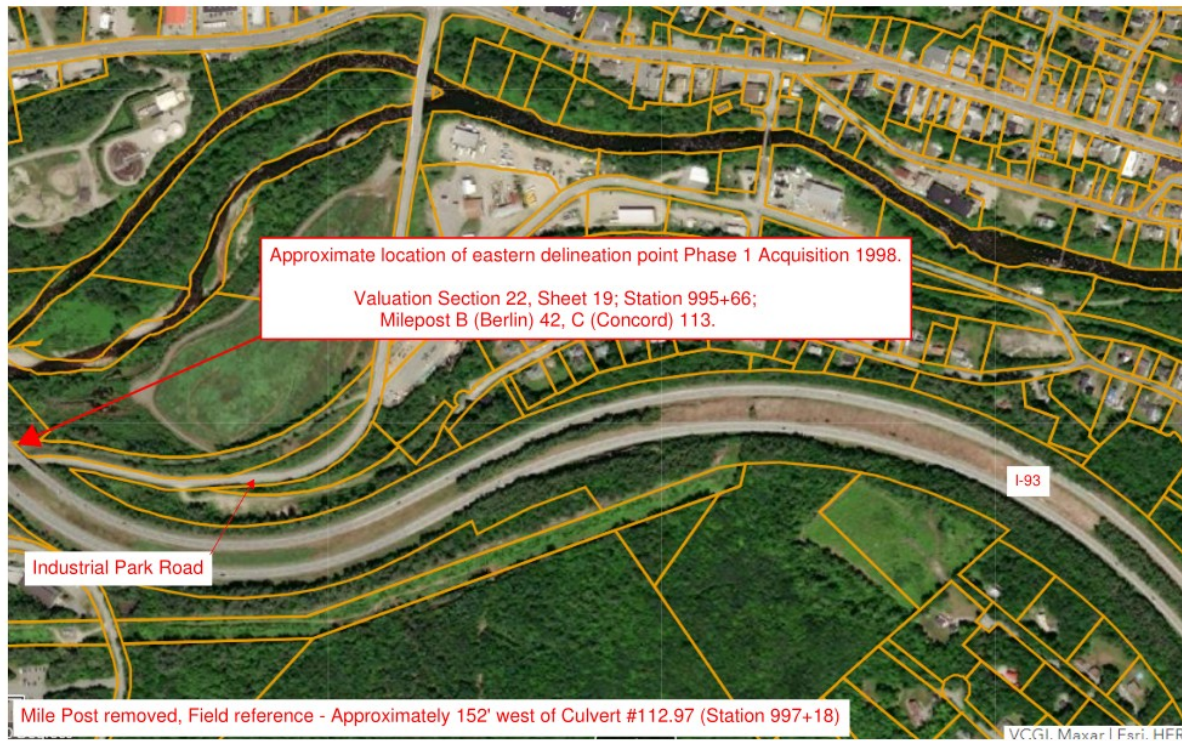 Approximate location of eastern delineation point Phase 1 Acquisition 1998.
Valuation Section 22, Sheet 19; Station 995+66;
Milepost B (Berlin) 42, C (Concord) 113.
I-93
Industrial Park Road
Mile Post removed, Field reference - Approximately 152' west of Culvert #112.97 (Station 997+18)
VCGI, Maxar | Esri, HER